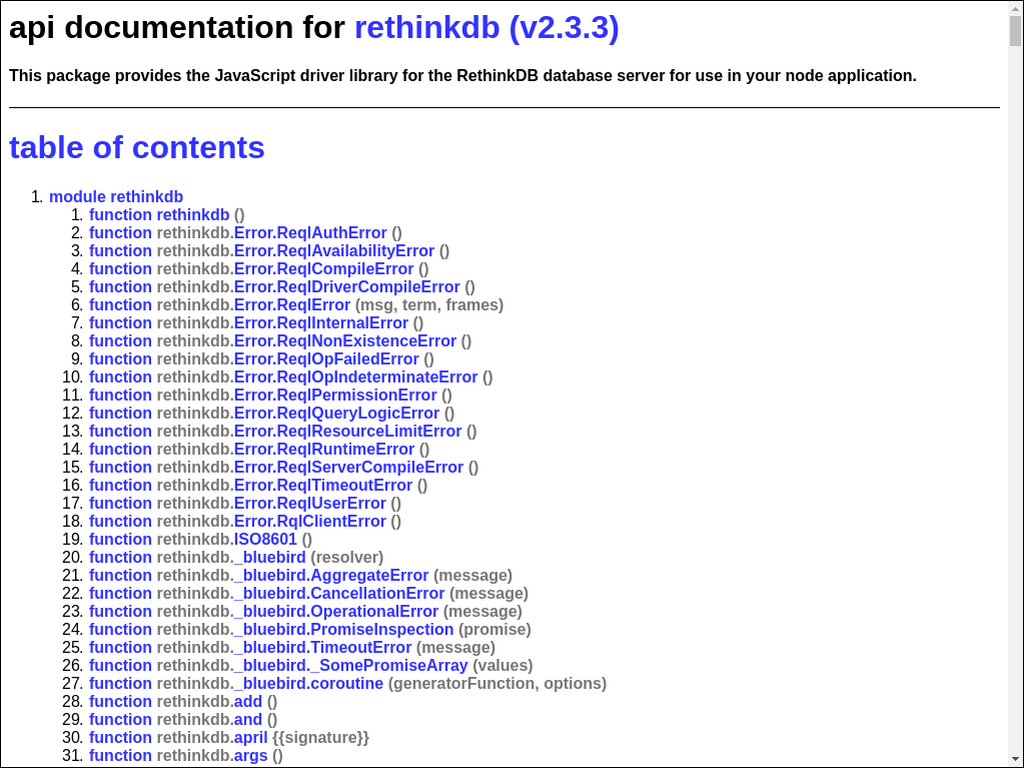 api documentation for rethinkdb (v2.3.3)
This package provides the JavaScript driver library for the RethinkDB database server for use in your node application.
table of contents
1. module rethinkdb
1. function rethinkdb ()
2. function rethinkdb.Error.ReqlAuthError ()
3. function rethinkdb.Error.ReqlAvailabilityError ()
4. function rethinkdb.Error.ReqlCompileError ()
5. function rethinkdb.Error.ReqlDriverCompileError ()
6. function rethinkdb.Error.ReqlError (msg, term, frames)
7. function rethinkdb.Error.ReqlInternalError ()
8. function rethinkdb.Error.ReqlNonExistenceError ()
9. function rethinkdb.Error.ReqlOpFailedError ()
10. function rethinkdb.Error.ReqlOpIndeterminateError ()
11. function rethinkdb.Error.ReqlPermissionError ()
12. function rethinkdb.Error.ReqlQueryLogicError ()
13. function rethinkdb.Error.ReqlResourceLimitError ()
14. function rethinkdb.Error.ReqlRuntimeError ()
15. function rethinkdb.Error.ReqlServerCompileError ()
16. function rethinkdb.Error.ReqlTimeoutError ()
17. function rethinkdb.Error.ReqlUserError ()
18. function rethinkdb.Error.RqlClientError ()
19. function rethinkdb.ISO8601 ()
20. function rethinkdb._bluebird (resolver)
21. function rethinkdb._bluebird.AggregateError (message)
22. function rethinkdb._bluebird.CancellationError (message)
23. function rethinkdb._bluebird.OperationalError (message)
24. function rethinkdb._bluebird.PromiseInspection (promise)
25. function rethinkdb._bluebird.TimeoutError (message)
26. function rethinkdb._bluebird._SomePromiseArray (values)
27. function rethinkdb._bluebird.coroutine (generatorFunction, options)
28. function rethinkdb.add ()
29. function rethinkdb.and ()
30. function rethinkdb.april {{signature}}
31. function rethinkdb.args ()